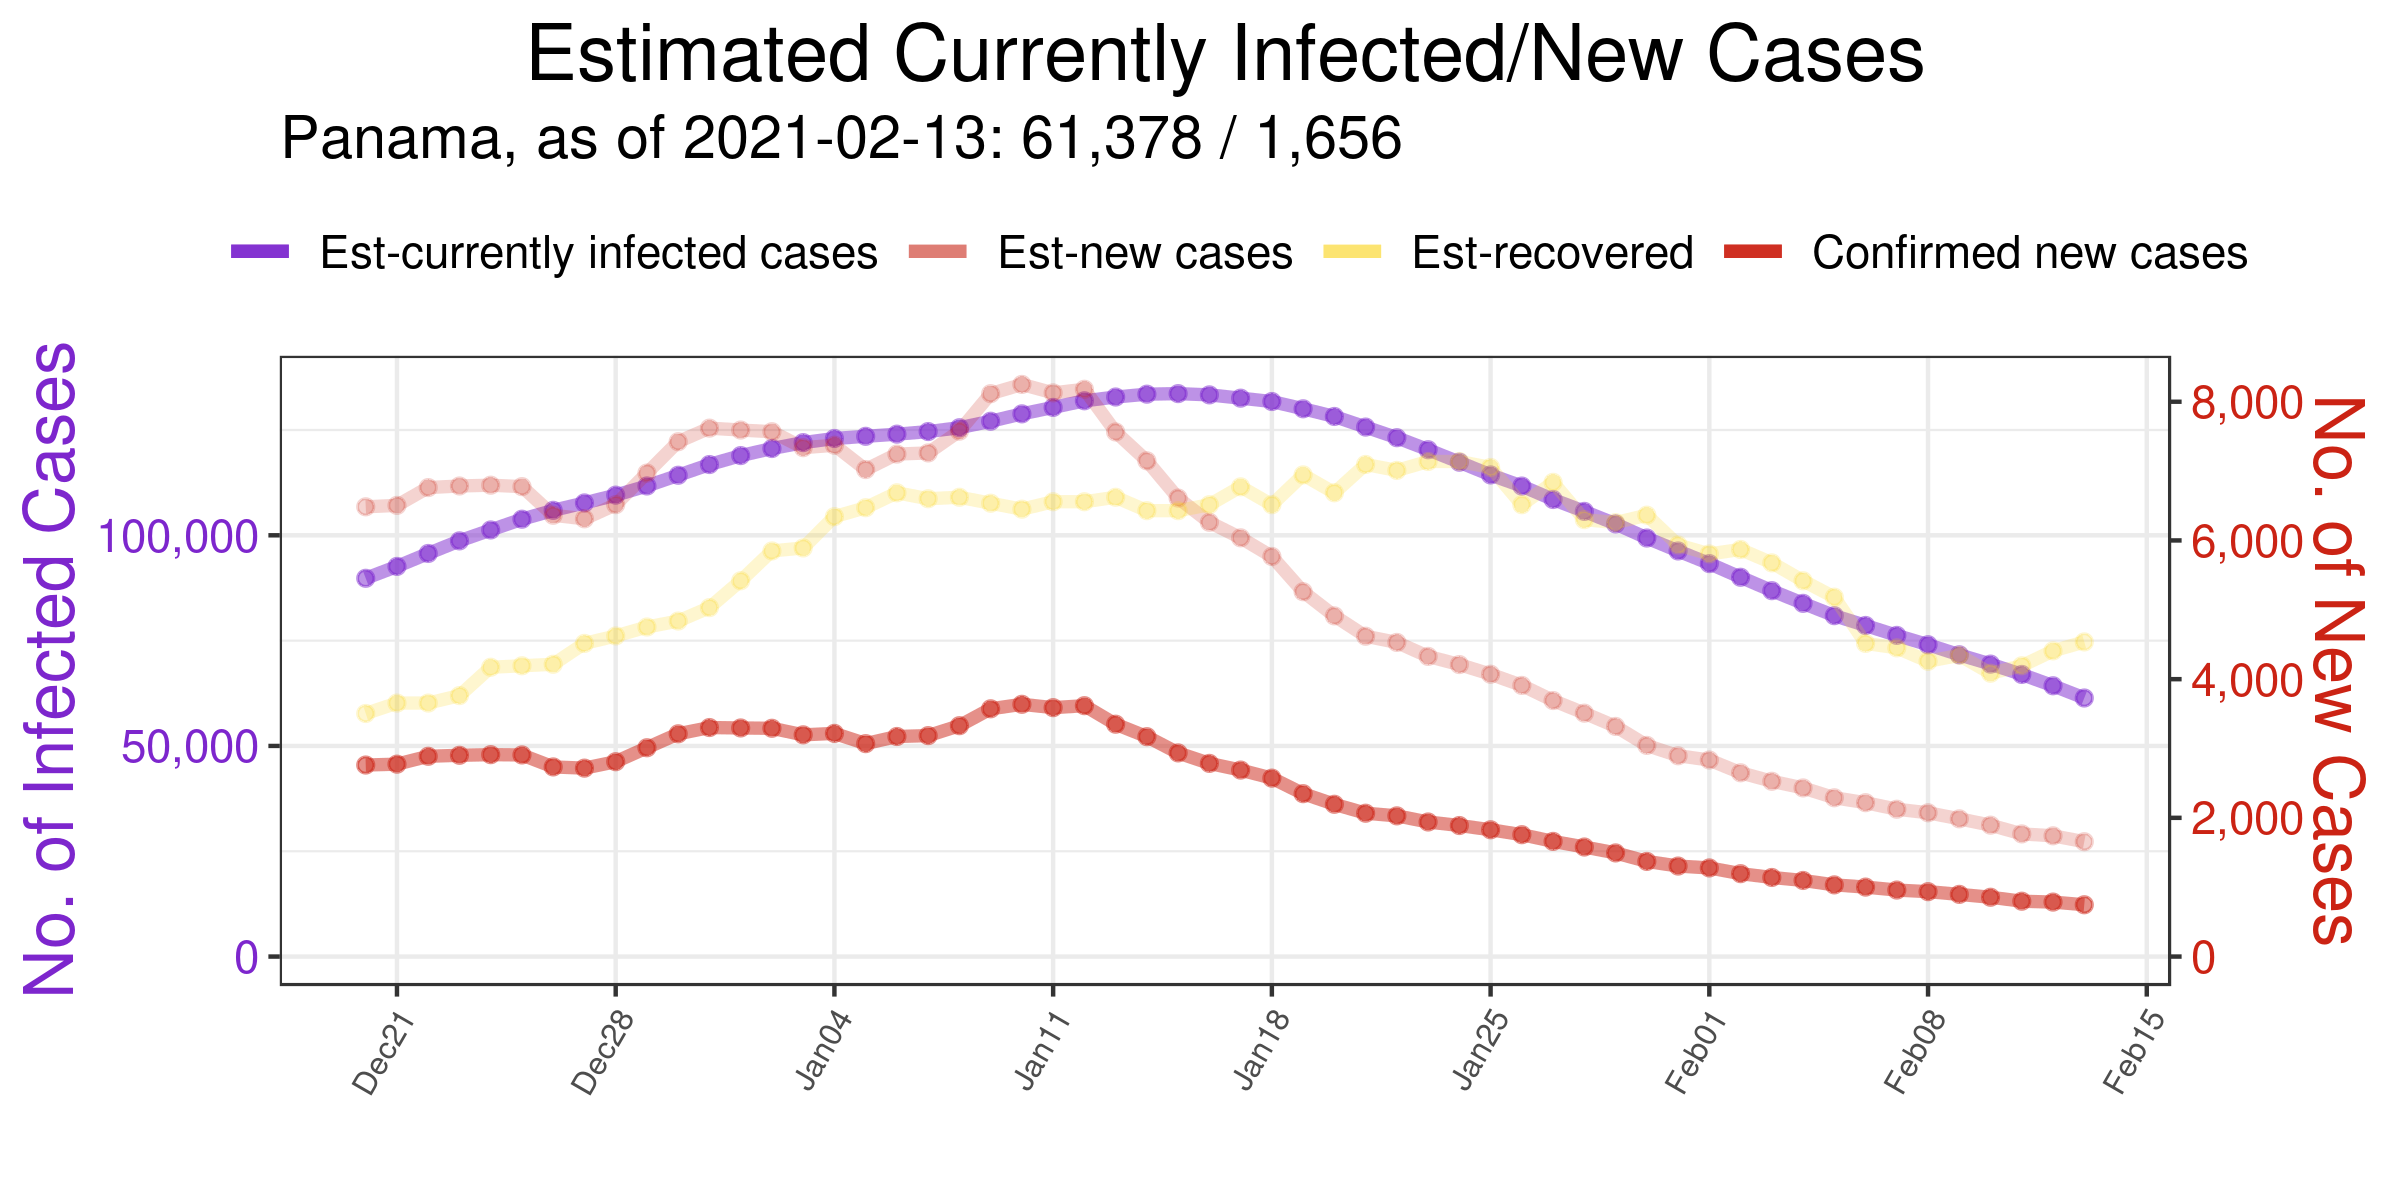 Estimated Currently Infected/New Cases
Panama, as of 2021-02-13: 61,378 / 1,656
Est-currently infected cases Est-new cases Est-recovered Confirmed new cases
No. of Infected Cases
100,000
50,000
0
8,000
6,000
4,000
2,000
0
No. of New Cases
Dec21 Dec28 Jan04 Jan11 Jan18 Jan25 Feb01 Feb08 Feb15